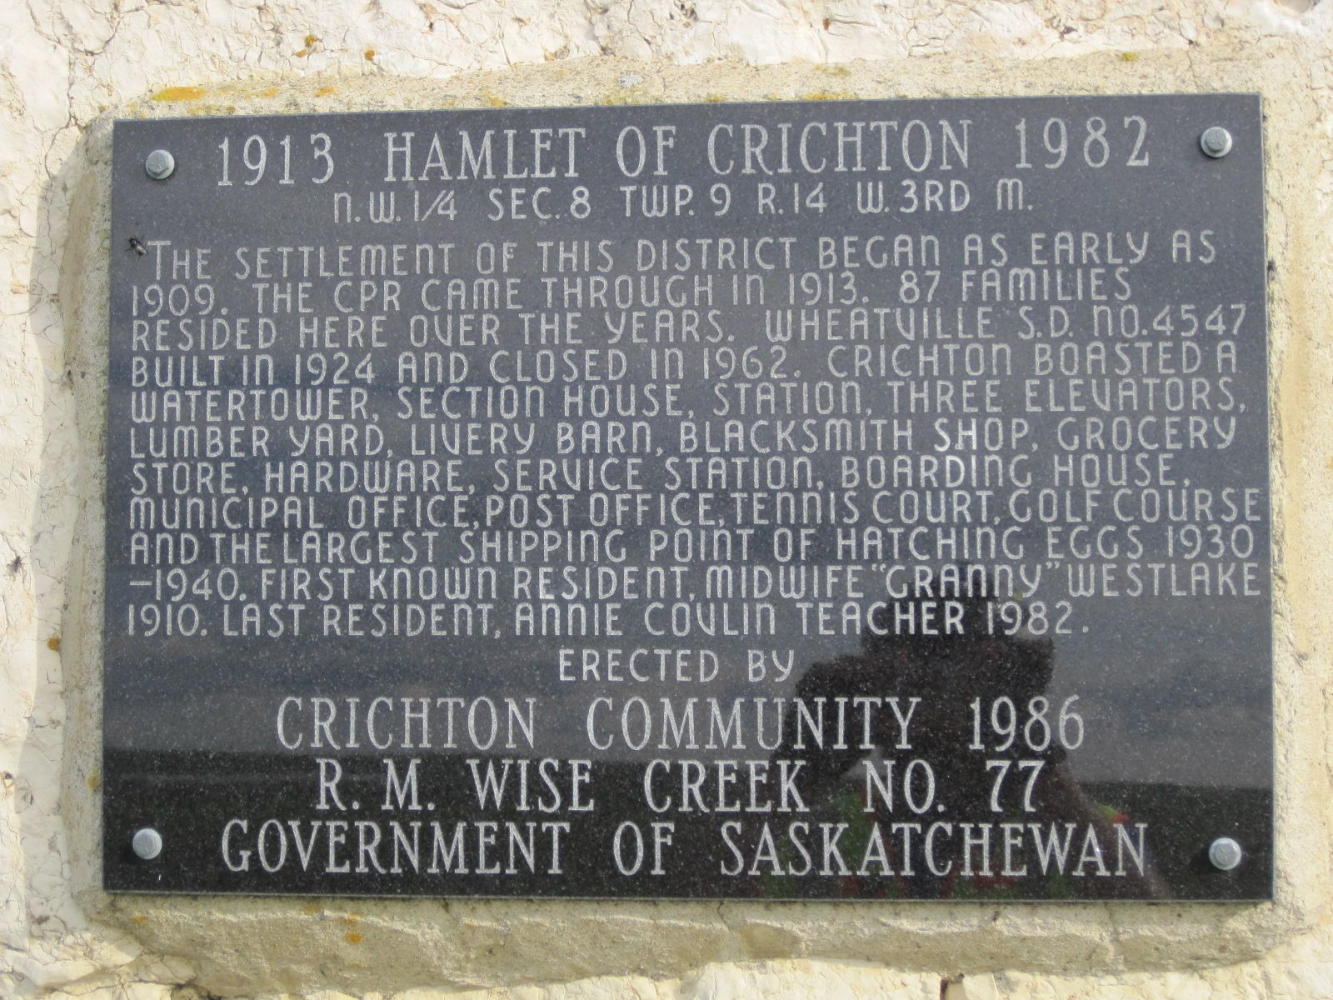 1913 HAMLET OF CRICHTON 1982
N.W. 1/4 SEC. 8 TWP. 9 R. 14 W. 3RD M.
THE SETTLEMENT OF THIS DISTRICT BEGAN AS EARLY AS
1909. THE CPR CAME THROUGH IN 1913. 87 FAMILIES
RESIDED HERE OVER THE YEARS. WHEATVILLE S.D. NO.4547
BUILT IN 1924 AND CLOSED IN 1962. CRICHTON BOASTED A
WATERTOWER, SECTION HOUSE, STATION, THREE ELEVATORS,
LUMBER YARD, LIVERY BARN, BLACKSMITH SHOP, GROCERY
STORE, HARDWARE, SERVICE STATION, BOARDING HOUSE,
MUNICIPAL OFFICE, POST OFFICE, TENNIS COURT, GOLF COURSE
AND THE LARGEST SHIPPING POINT OF HATCHING EGGS 1930
-1940. FIRST KNOWN RESIDENT, MIDWIFE "GRANNY" WESTLAKE
1910. LAST RESIDENT, ANNIE COVLIN TEACHER 1982.
ERECTED BY
CRICHTON COMMUNITY 1986
R. M. WISE CREEK NO. 77
GOVERNMENT OF SASKATCHEWAN